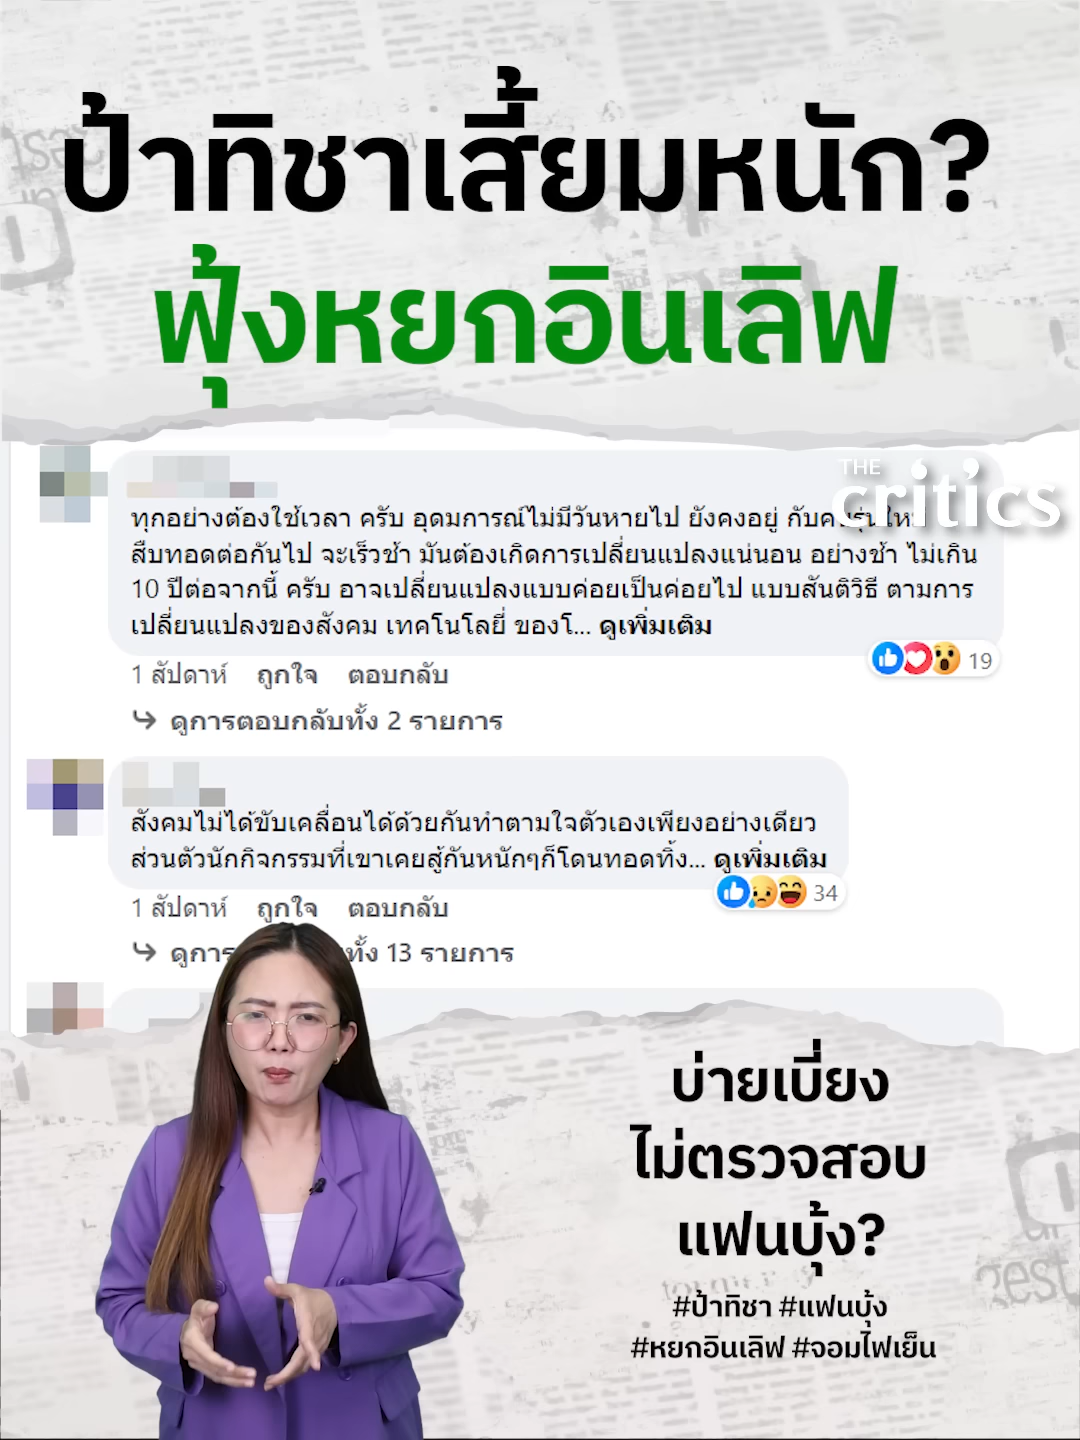 ป้าทิชาเสี้ยมหนัก?
ฟุ้งหยกอินเลิฟ
THE
critics
ทุกอย่างต้องใช้เวลา ครับ อุดมการณ์ไม่มีวันหายไป ยังคงอยู่ กับคนรุ่นใหม่
สืบทอดต่อกันไป จะเร็วช้า มันต้องเกิดการเปลี่ยนแปลงแน่นอน อย่างช้า ไม่เกิน
10 ปีต่อจากนี้ ครับ อาจเปลี่ยนแปลงแบบค่อยเป็นค่อยไป แบบสันติวิธี ตามการ
เปลี่ยนแปลงของสังคม เทคโนโลยี่ ของโ... ดูเพิ่มเติม
19
1 สัปดาห์ ถูกใจ ตอบกลับ
ดูการตอบกลับทั้ง 2 รายการ
สังคมไม่ได้ขับเคลื่อนได้ด้วยกันทำตามใจตัวเองเพียงอย่างเดียว
ส่วนตัวนักกิจกรรมที่เขาเคยสู้กันหนักๆก็โดนทอดทิ้ง... ดูเพิ่มเติม
34
1 สัปดาห์ ถูกใจ ตอบกลับ
ดูการ ทั้ง 13 รายการ
บ่ายเบี่ยง
ไม่ตรวจสอบ
แฟนบุ้ง?
#ป้าทิชา #แฟนบุ้ง
#หยกอินเลิฟ #จอมไฟเย็น